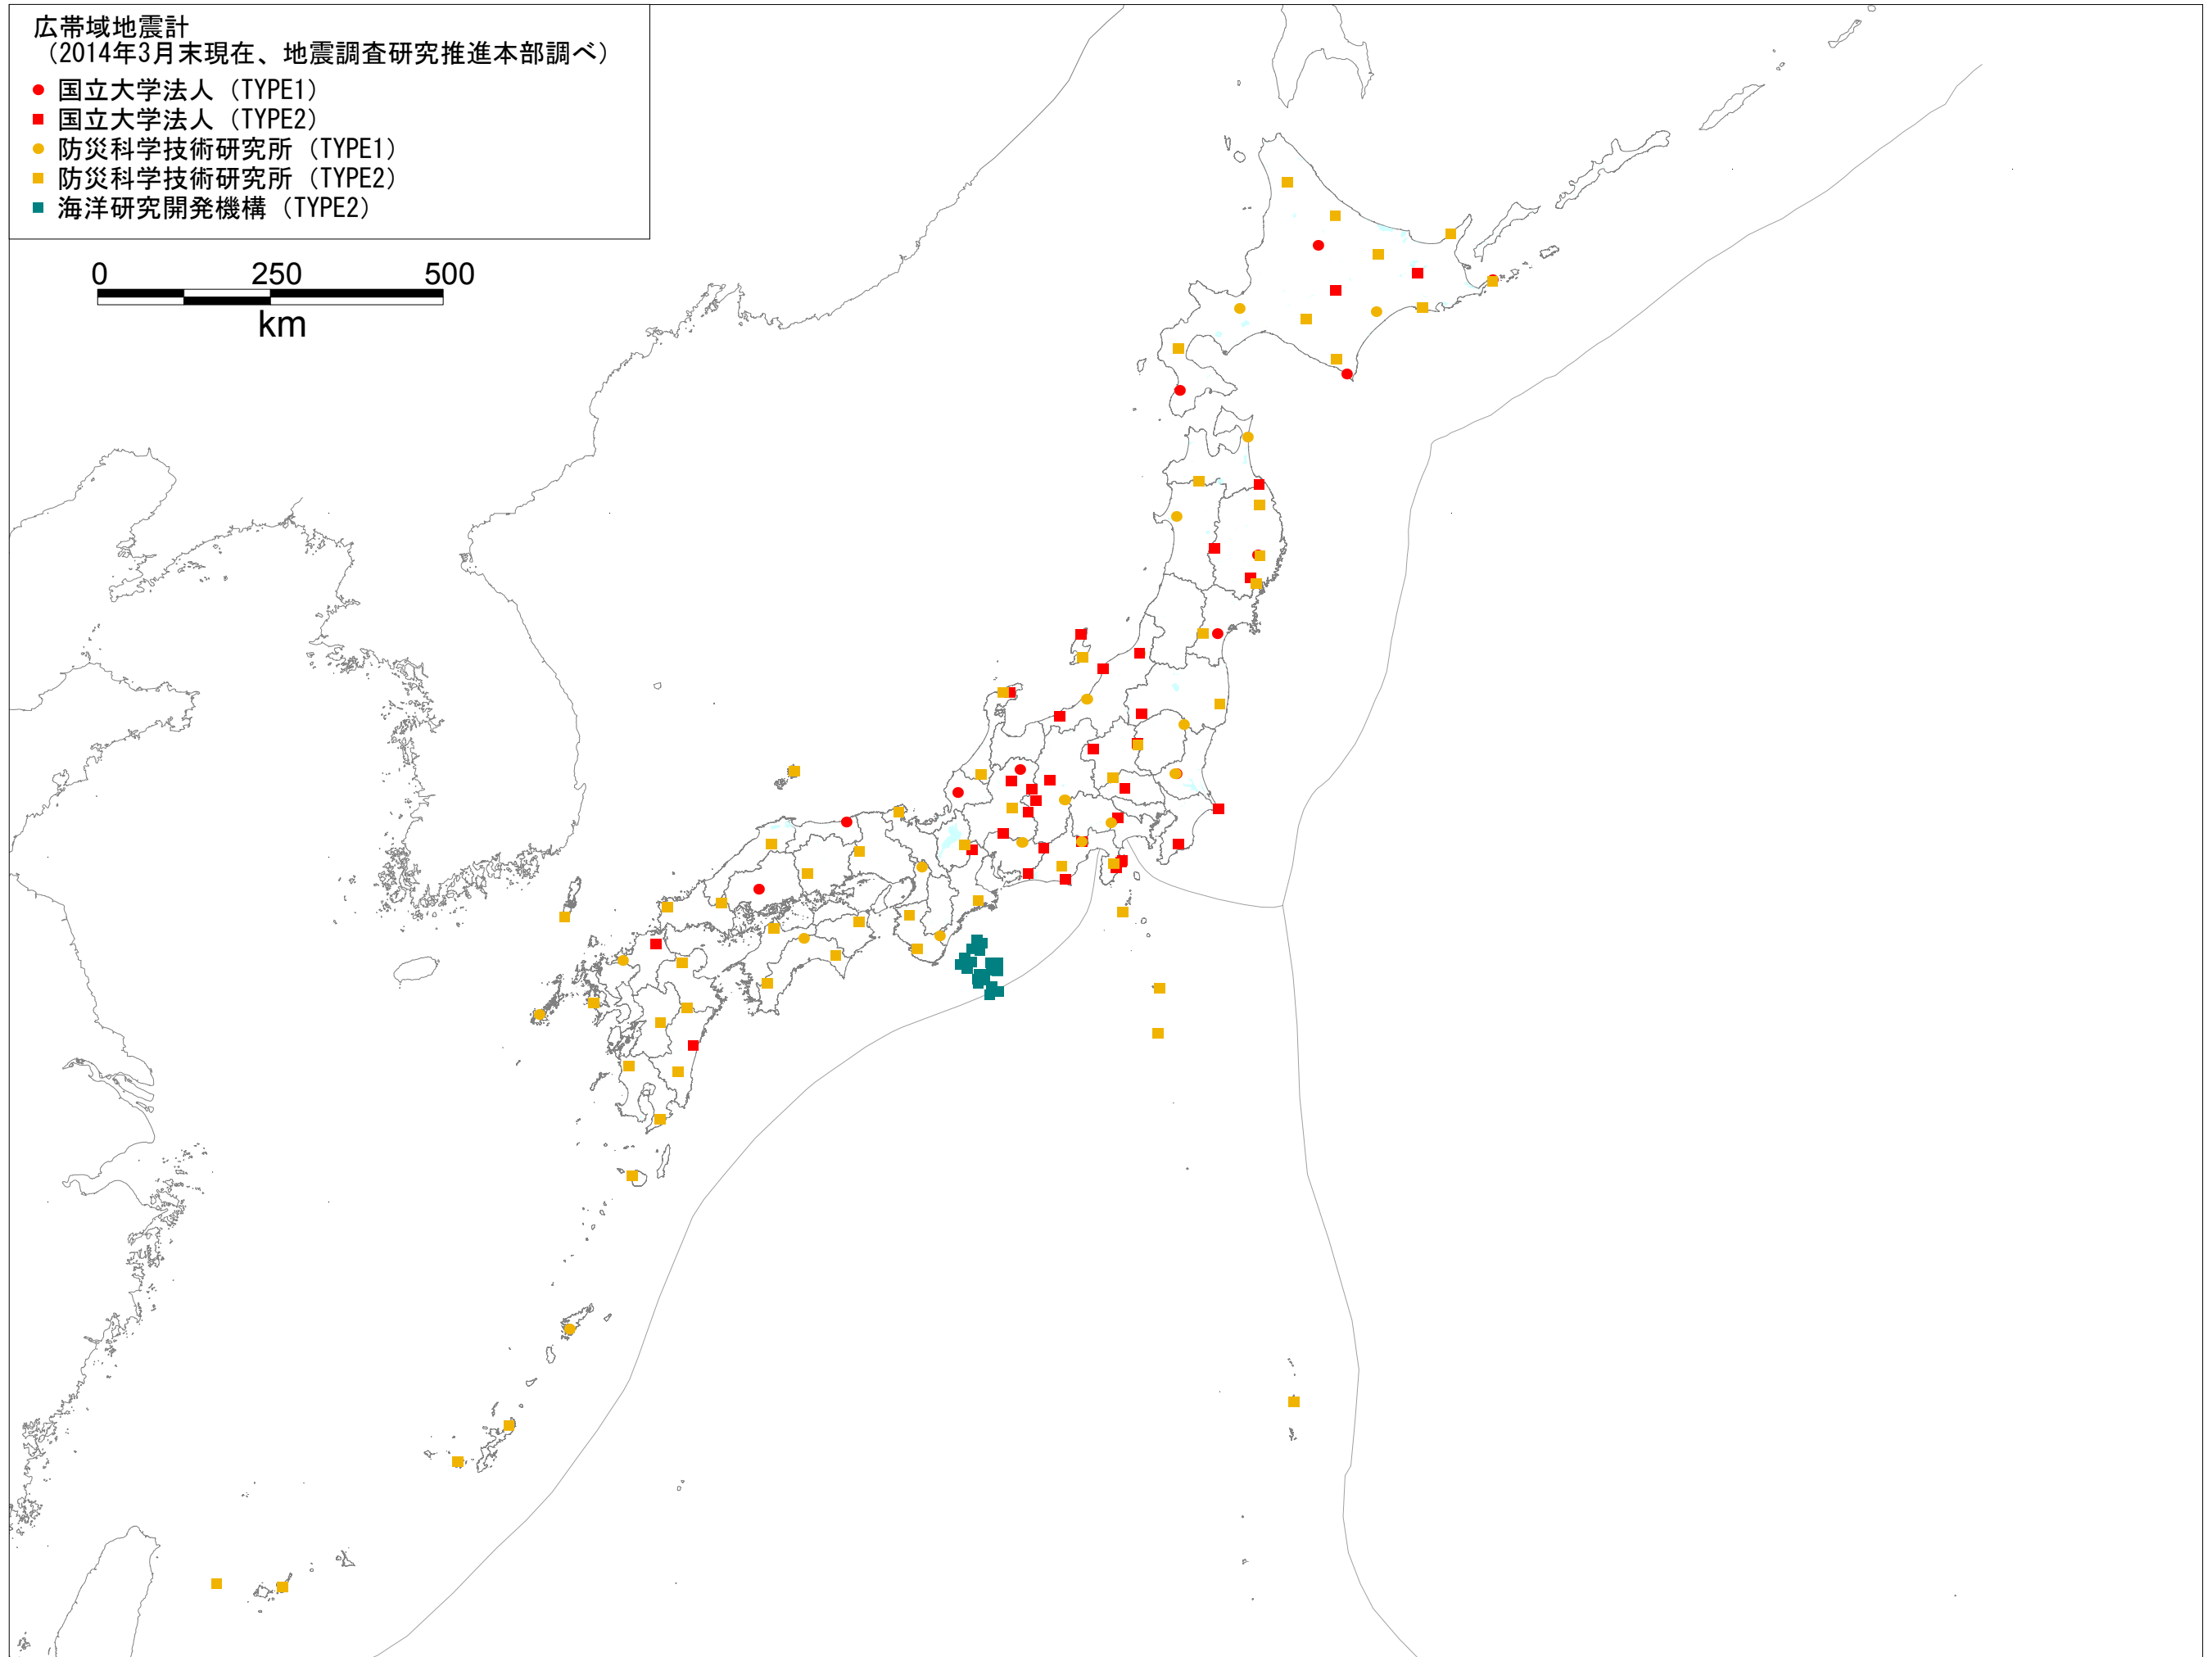 広帯域地震計
（2014年3月末現在、地震調査研究推進本部調べ）
国立大学法人（TYPE1）
国立大学法人（TYPE2）
防災科学技術研究所（TYPE1）
防災科学技術研究所（TYPE2）
海洋研究開発機構（TYPE2）
0 250 500
km